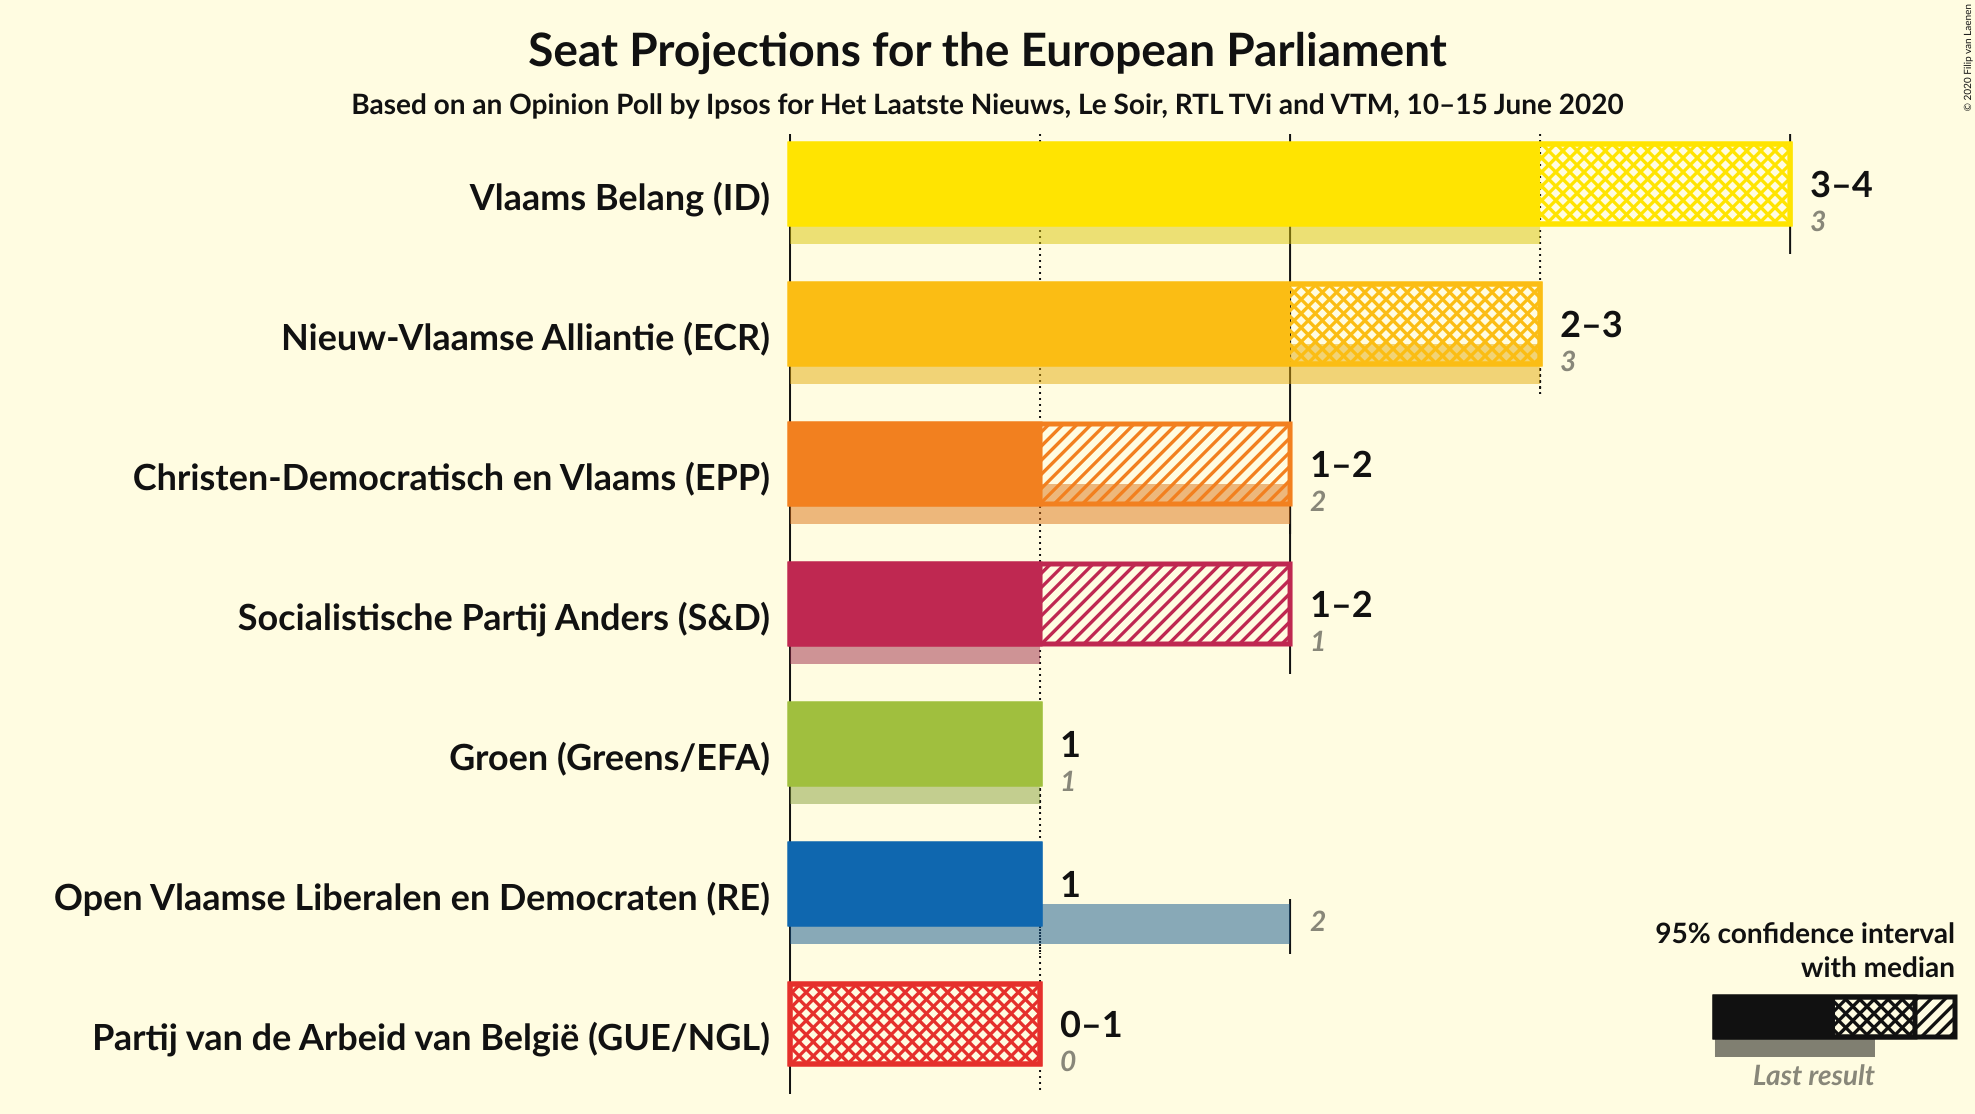 Seat Projections for the European Parliament
Based on an Opinion Poll by Ipsos for Het Laatste Nieuws, Le Soir, RTL TVi and VTM, 10–15 June 2020
© 2020 Filip van Laenen
Vlaams Belang (ID)
3–4
3
Nieuw-Vlaamse Alliantie (ECR)
2–3
3
Christen-Democratisch en Vlaams (EPP)
1–2
2
Socialistische Partij Anders (S&D)
1–2
1
Groen (Greens/EFA)
1
1
Open Vlaamse Liberalen en Democraten (RE)
1
2
Partij van de Arbeid van België (GUE/NGL)
0–1
0
95% confidence interval
with median
Last result